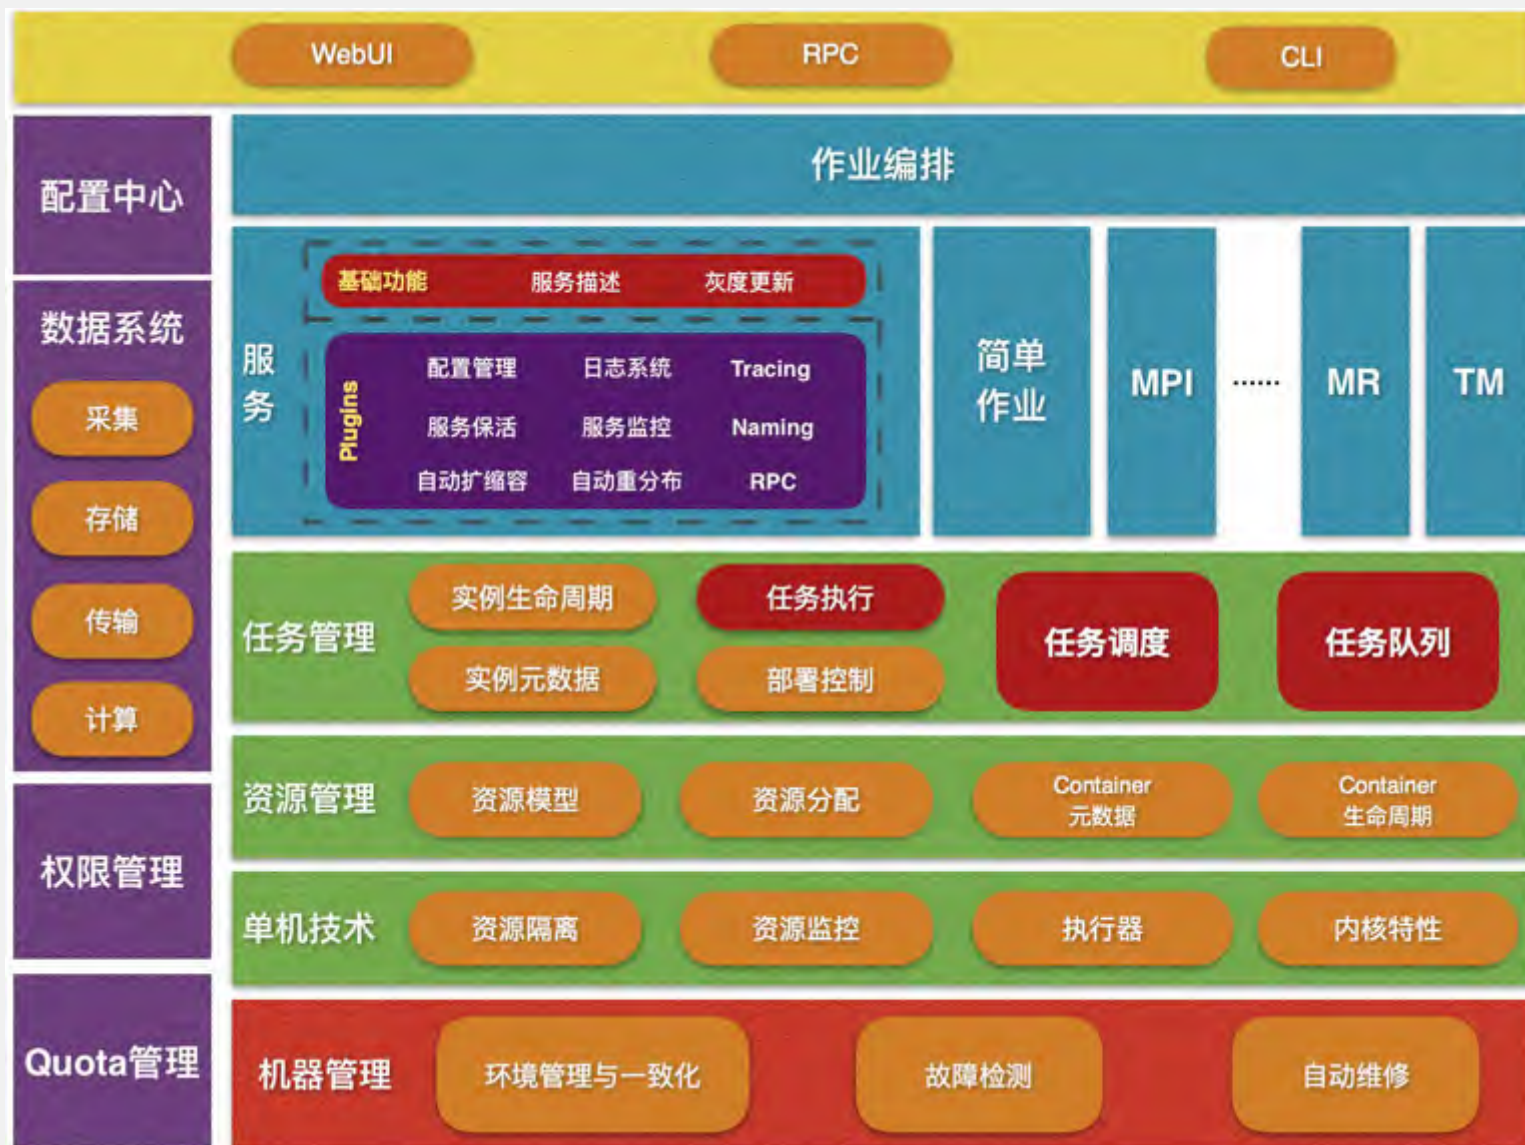 WebUI
RPC
CLI
配置中心
数据系统
采集
存储
传输
计算
权限管理
Quota管理
作业编排
服
务
基础功能 服务描述 灰度更新
Plugins
配置管理 日志系统 Tracing
服务保活 服务监控 Naming
自动扩缩容 自动重分布 RPC
简单
作业
MPI
......
MR
TM
任务管理
实例生命周期
任务执行
实例元数据
部署控制
任务调度
任务队列
资源管理
资源模型
资源分配
Container
元数据
Container
生命周期
单机技术
资源隔离
资源监控
执行器
内核特性
机器管理
环境管理与一致化
故障检测
自动维修